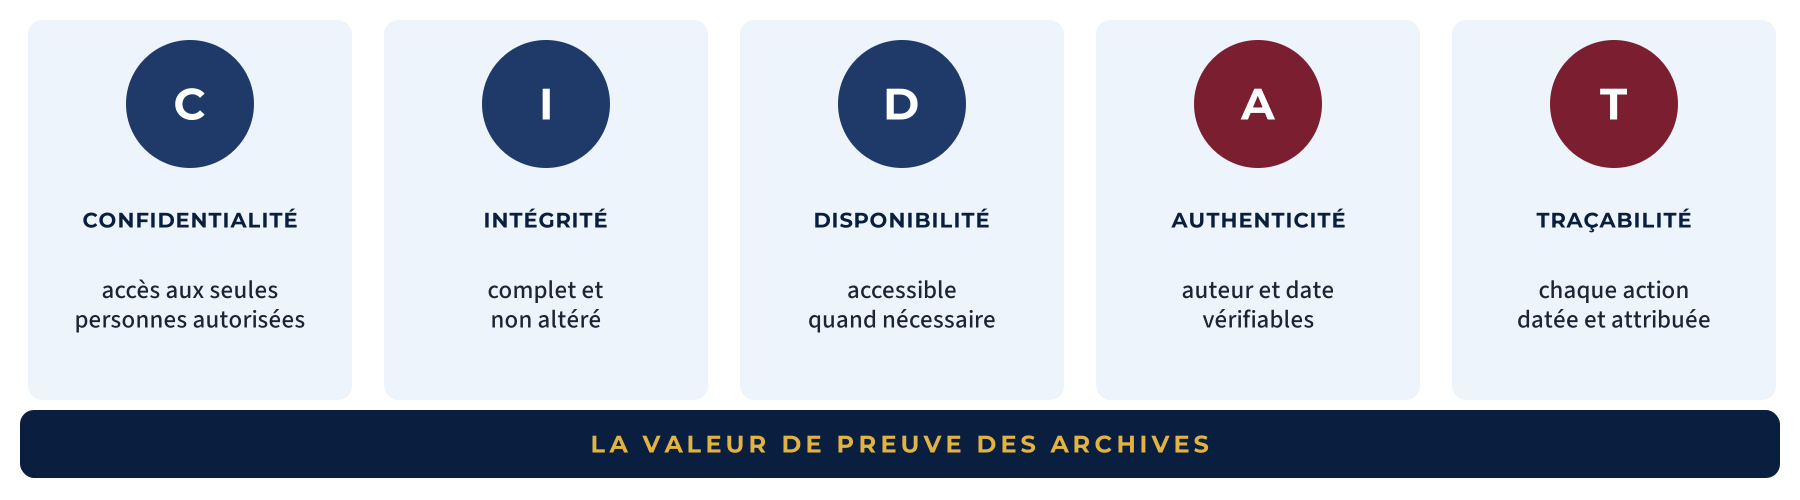 C
CONFIDENTIALITÉ
accès aux seules
personnes autorisées
I
INTÉGRITÉ
complet et
non altéré
D
DISPONIBILITÉ
accessible
quand nécessaire
A
AUTHENTICITÉ
auteur et date
vérifiables
T
TRAÇABILITÉ
chaque action
datée et attribuée
LA VALEUR DE PREUVE DES ARCHIVES